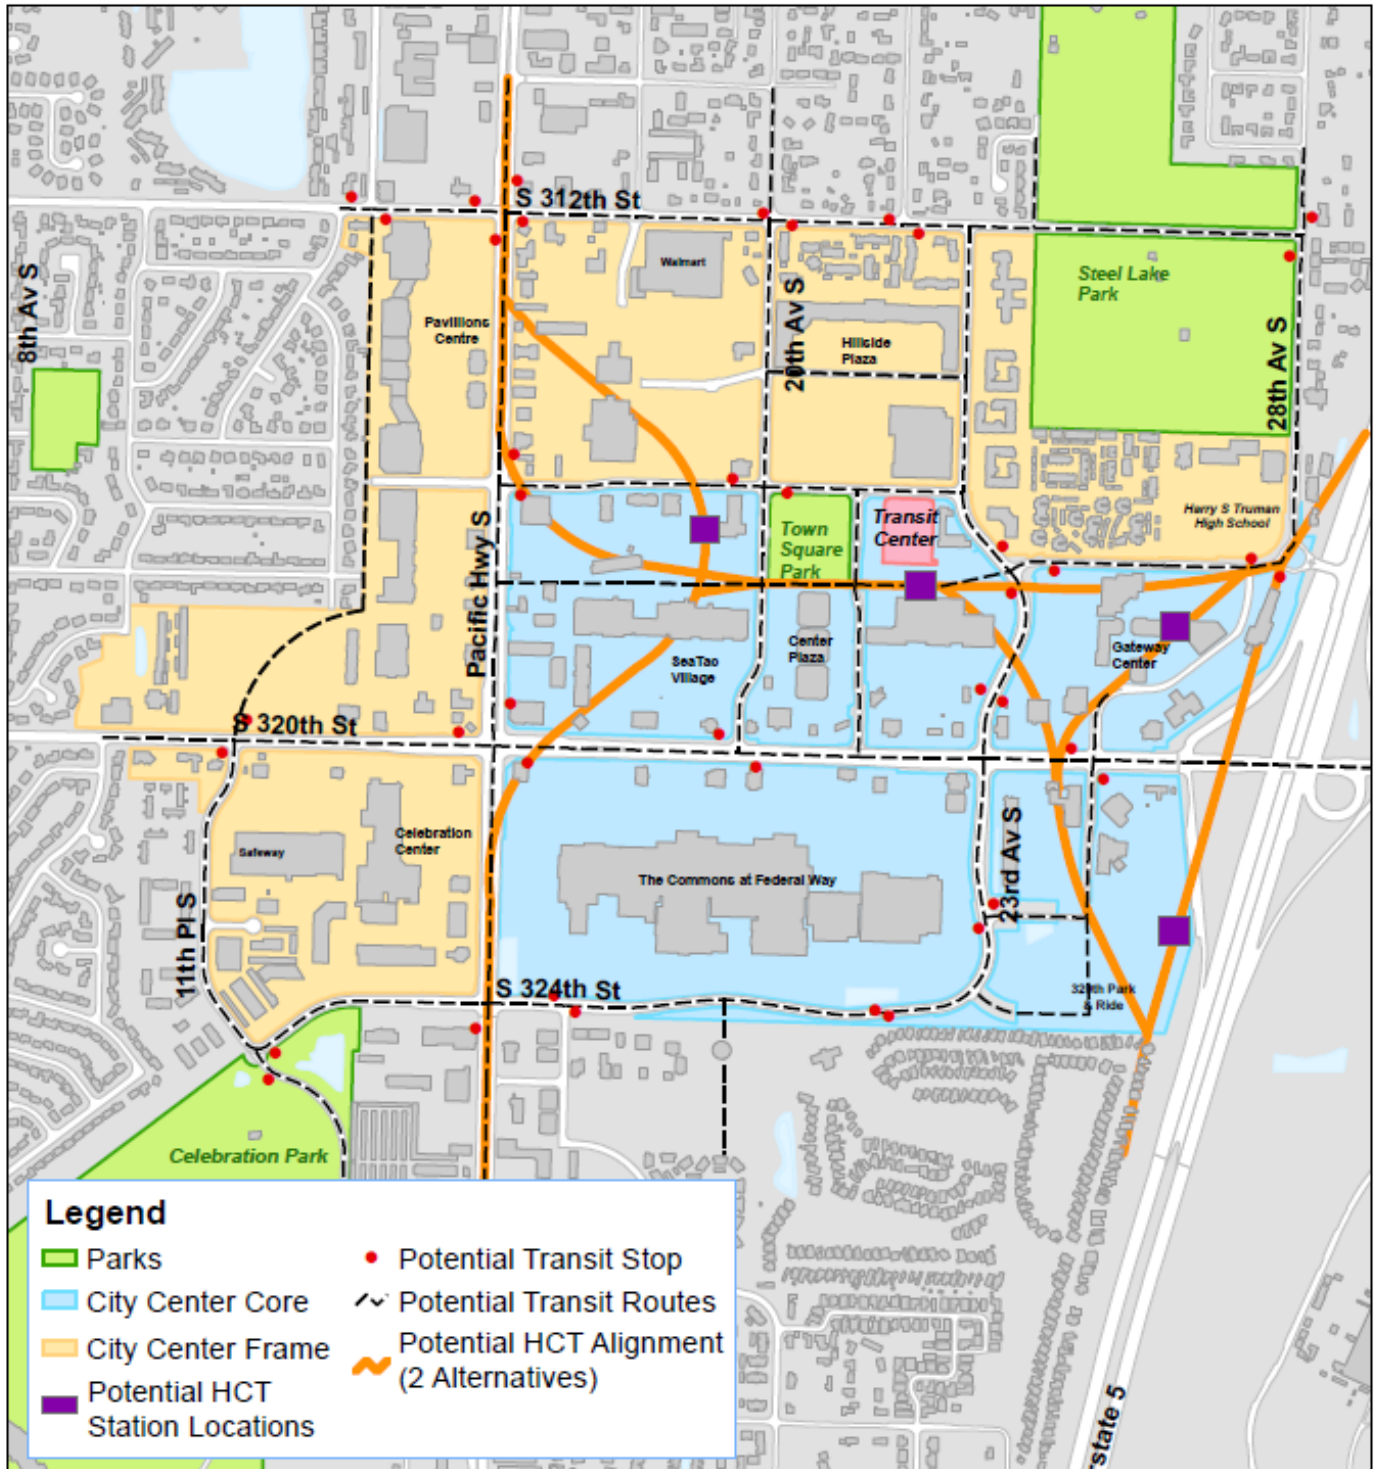 S 312th St
8th Av S
Walmart
Steel Lake
Park
20th Av S
Pavillions
Centre
Hillside
Plaza
28th Av S
Pacific Hwy S
Town
Square
Park
Transit
Center
Harry S Truman
High School
SeaTao
Village
Center
Plaza
Gateway
Center
S 320th St
Celebration
Center
Safeway
The Commons at Federal Way
23rd Av S
11th Pl S
S 324th St
320th Park
& Ride
Celebration Park
Legend
Parks
City Center Core
City Center Frame
Potential HCT
Station Locations
Potential Transit Stop
Potential Transit Routes
Potential HCT Alignment
(2 Alternatives)
rstate 5